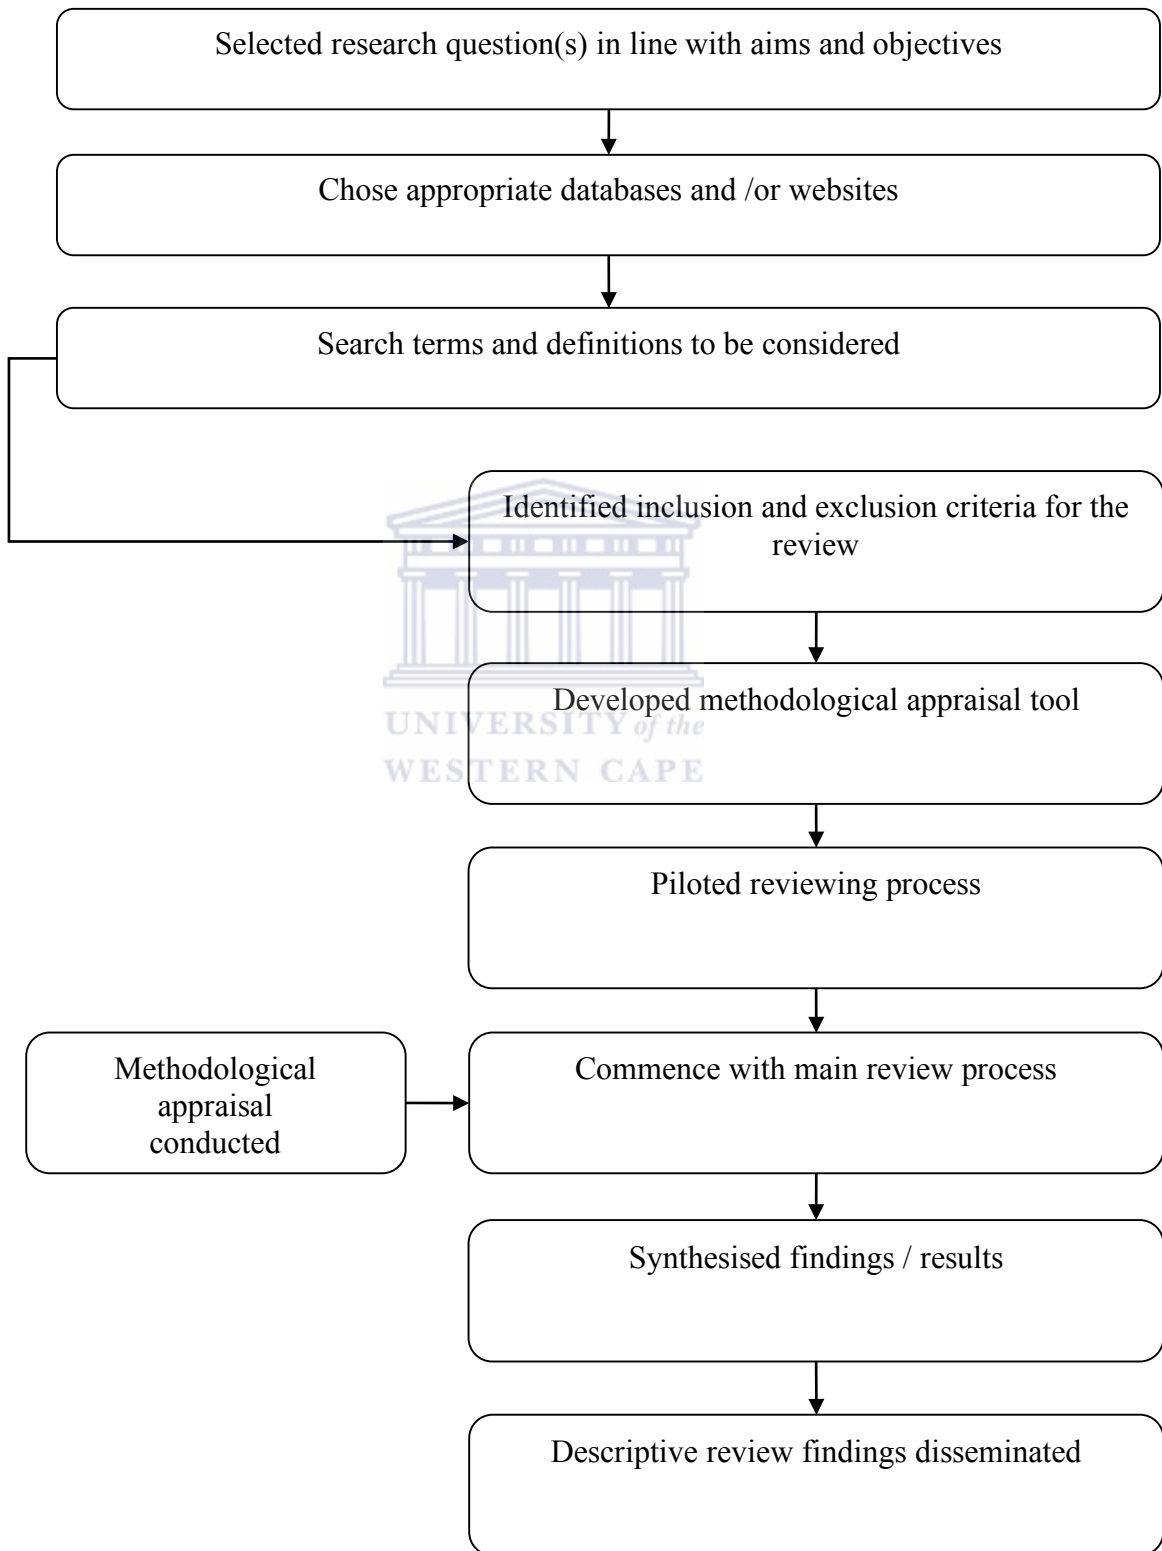 Selected research question(s) in line with aims and objectives
Chose appropriate databases and /or websites
Search terms and definitions to be considered
Identified inclusion and exclusion criteria for the
review
Developed methodological appraisal tool
UNIVERSITY of the
WESTERN CAPE
Piloted reviewing process
Methodological
appraisal
conducted
Commence with main review process
Synthesised findings / results
Descriptive review findings disseminated